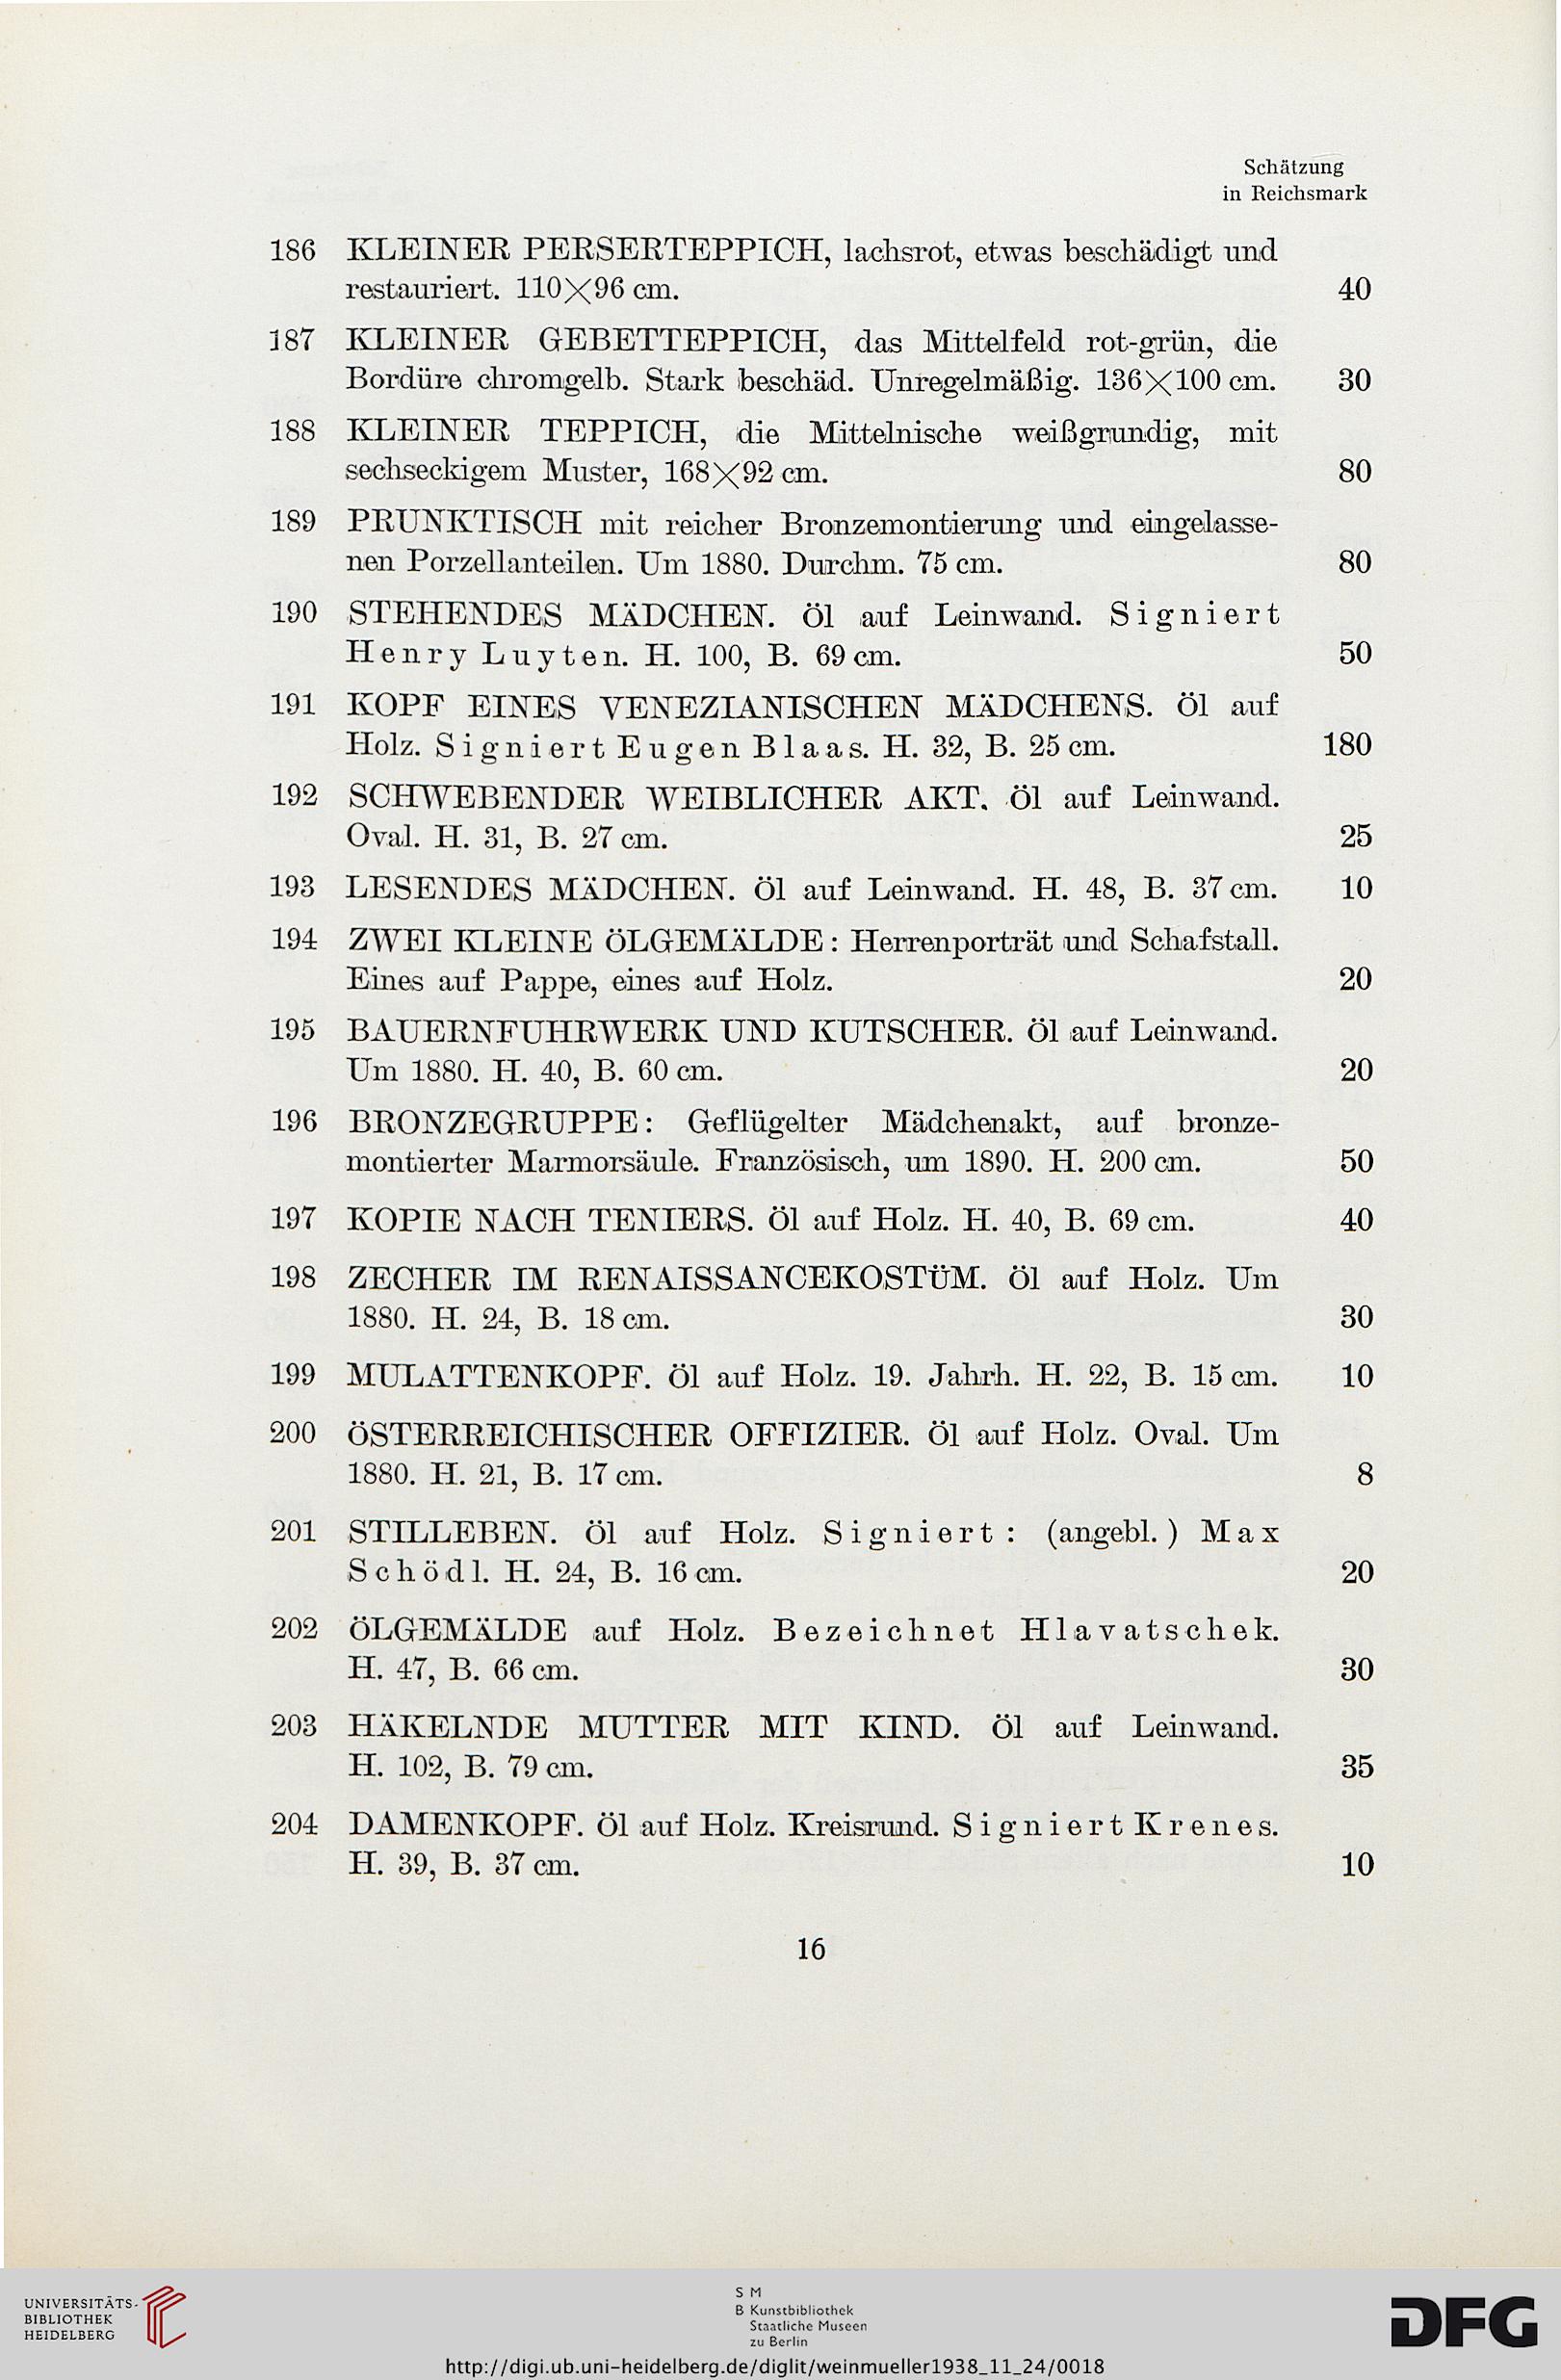 Schätzung
in Reichsmark
186 KLEINER PERSERTEPPICH, lachsrot, etwas beschädigt und
restauriert. 110×96 cm. 40
187 KLEINER GEBETTEPPICH, das Mittelfeld rot-grün, die
Bordüre chromgelb. Stark beschäd. Unregelmäßig. 136×100 cm. 30
188 KLEINER TEPPICH, die Mittelnische weißgrundig, mit
sechseckigem Muster, 168×92 cm. 80
189 PRUNKTISCH mit reicher Bronzemontierung und eingelasse-
nen Porzellanteilen. Um 1880. Durchm. 75 cm. 80
190 STEHENDES MÄDCHEN. Öl auf Leinwand. Signiert
Henry Luyten. H. 100, B. 69 cm. 50
191 KOPF EINES VENEZIANISCHEN MÄDCHENS. Öl auf
Holz. Signiert Eugen Blaas. H. 32, B. 25 cm. 180
192 SCHWEBENDER WEIBLICHER AKT. Öl auf Leinwand.
Oval. H. 31, B. 27 cm. 25
193 LESENDES MÄDCHEN. Öl auf Leinwand. H. 48, B. 37 cm. 10
194 ZWEI KLEINE ÖLGEMÄLDE: Herrenporträt und Schafstall.
Eines auf Pappe, eines auf Holz. 20
195 BAUERNFUHRWERK UND KUTSCHER. Öl auf Leinwand.
Um 1880. H. 40, B. 60 cm. 20
196 BRONZEGRUPPE: Geflügelter Mädchenakt, auf bronze-
montierter Marmorsäule. Französisch, um 1890. H. 200 cm. 50
197 KOPIE NACH TENIERS. Öl auf Holz. H. 40, B. 69 cm. 40
198 ZECHER IM RENAISSANCEKOSTÜM. Öl auf Holz. Um
1880. H. 24, B. 18 cm. 30
199 MULATTENKOPF. Öl auf Holz. 19. Jahrh. H. 22, B. 15 cm. 10
200 ÖSTERREICHISCHER OFFIZIER. Öl auf Holz. Oval. Um
1880. H. 21, B. 17 cm. 8
201 STILLEBEN. Öl auf Holz. Signiert: (angebl.) Max
Schödl. H. 24, B. 16 cm. 20
202 ÖLGEMÄLDE auf Holz. Bezeichnet Hlavatschek.
H. 47, B. 66 cm. 30
203 HÄKELNDE MUTTER MIT KIND. Öl auf Leinwand.
H. 102, B. 79 cm. 35
204 DAMENKOPF. Öl auf Holz. Kreisrund. Signiert Krenes.
H. 39, B. 37 cm. 10
16
UNIVERSITÄTS-
BIBLIOTHEK
HEIDELBERG
S M
B Kunstbibliothek
Staatliche Museen
zu Berlin
DFG
http://digi.ub.uni-heidelberg.de/diglit/weinmueller1938_11_24/0018